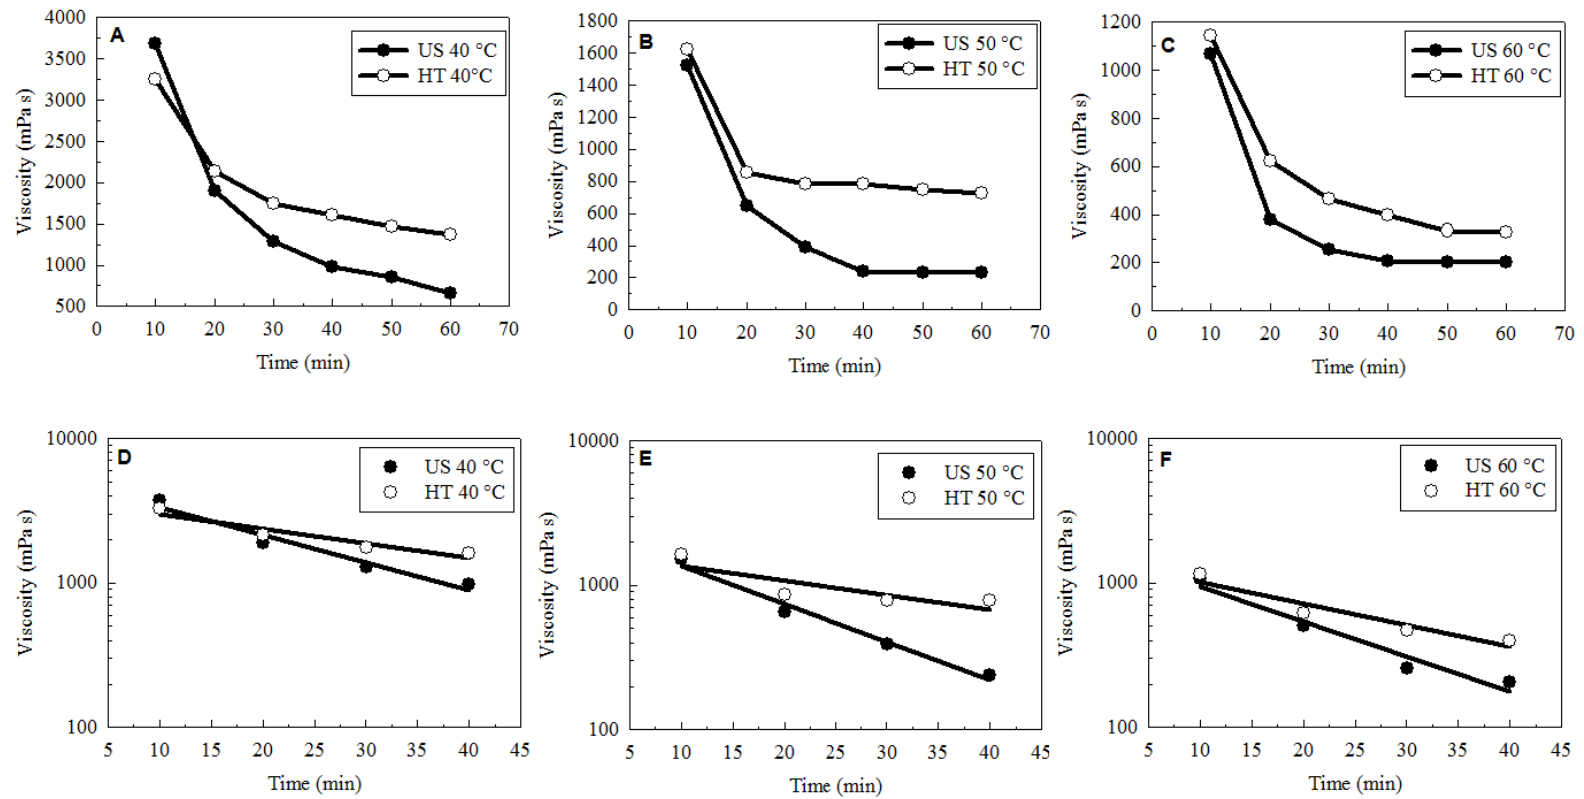 A
US 40 °C
HT 40°C
4000
3500
3000
2500
2000
1500
1000
500
0 10 20 30 40 50 60 70
Viscosity (mPa s)
Time (min)
B
US 50 °C
HT 50 °C
1800
1600
1400
1200
1000
800
600
400
200
0
0 10 20 30 40 50 60 70
Viscosity (mPa s)
Time (min)
C
US 60 °C
HT 60 °C
1200
1000
800
600
400
200
0
0 10 20 30 40 50 60 70
Viscosity (mPa s)
Time (min)
D
US 40 °C
HT 40 °C
10000
1000
100
5 10 15 20 25 30 35 40 45
Viscosity (mPa s)
Time (min)
E
US 50 °C
HT 50 °C
10000
1000
100
5 10 15 20 25 30 35 40 45
Viscosity (mPa s)
Time (min)
F
US 60 °C
HT 60 °C
10000
1000
100
5 10 15 20 25 30 35 40 45
Viscosity (mPa s)
Time (min)